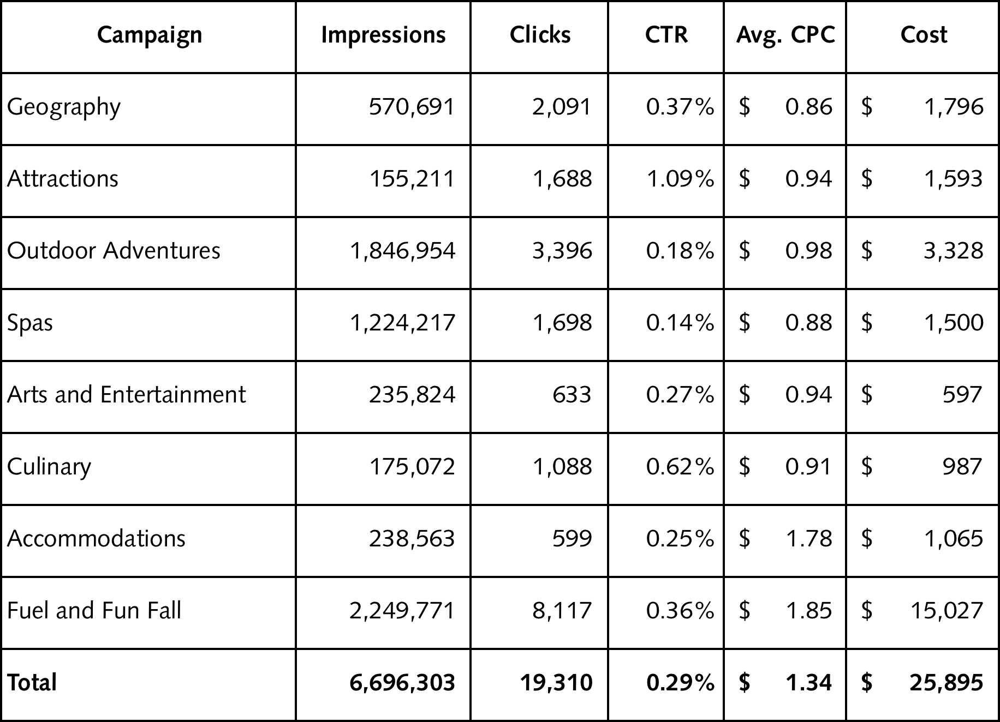 Campaign Impressions Clicks CTR Avg. CPC Cost
Geography 570,691 2,091 0.37% $ 0.86 $ 1,796
Attractions 155,211 1,688 1.09% $ 0.94 $ 1,593
Outdoor Adventures 1,846,954 3,396 0.18% $ 0.98 $ 3,328
Spas 1,224,217 1,698 0.14% $ 0.88 $ 1,500
Arts and Entertainment 235,824 633 0.27% $ 0.94 $ 597
Culinary 175,072 1,088 0.62% $ 0.91 $ 987
Accommodations 238,563 599 0.25% $ 1.78 $ 1,065
Fuel and Fun Fall 2,249,771 8,117 0.36% $ 1.85 $ 15,027
Total 6,696,303 19,310 0.29% $ 1.34 $ 25,895